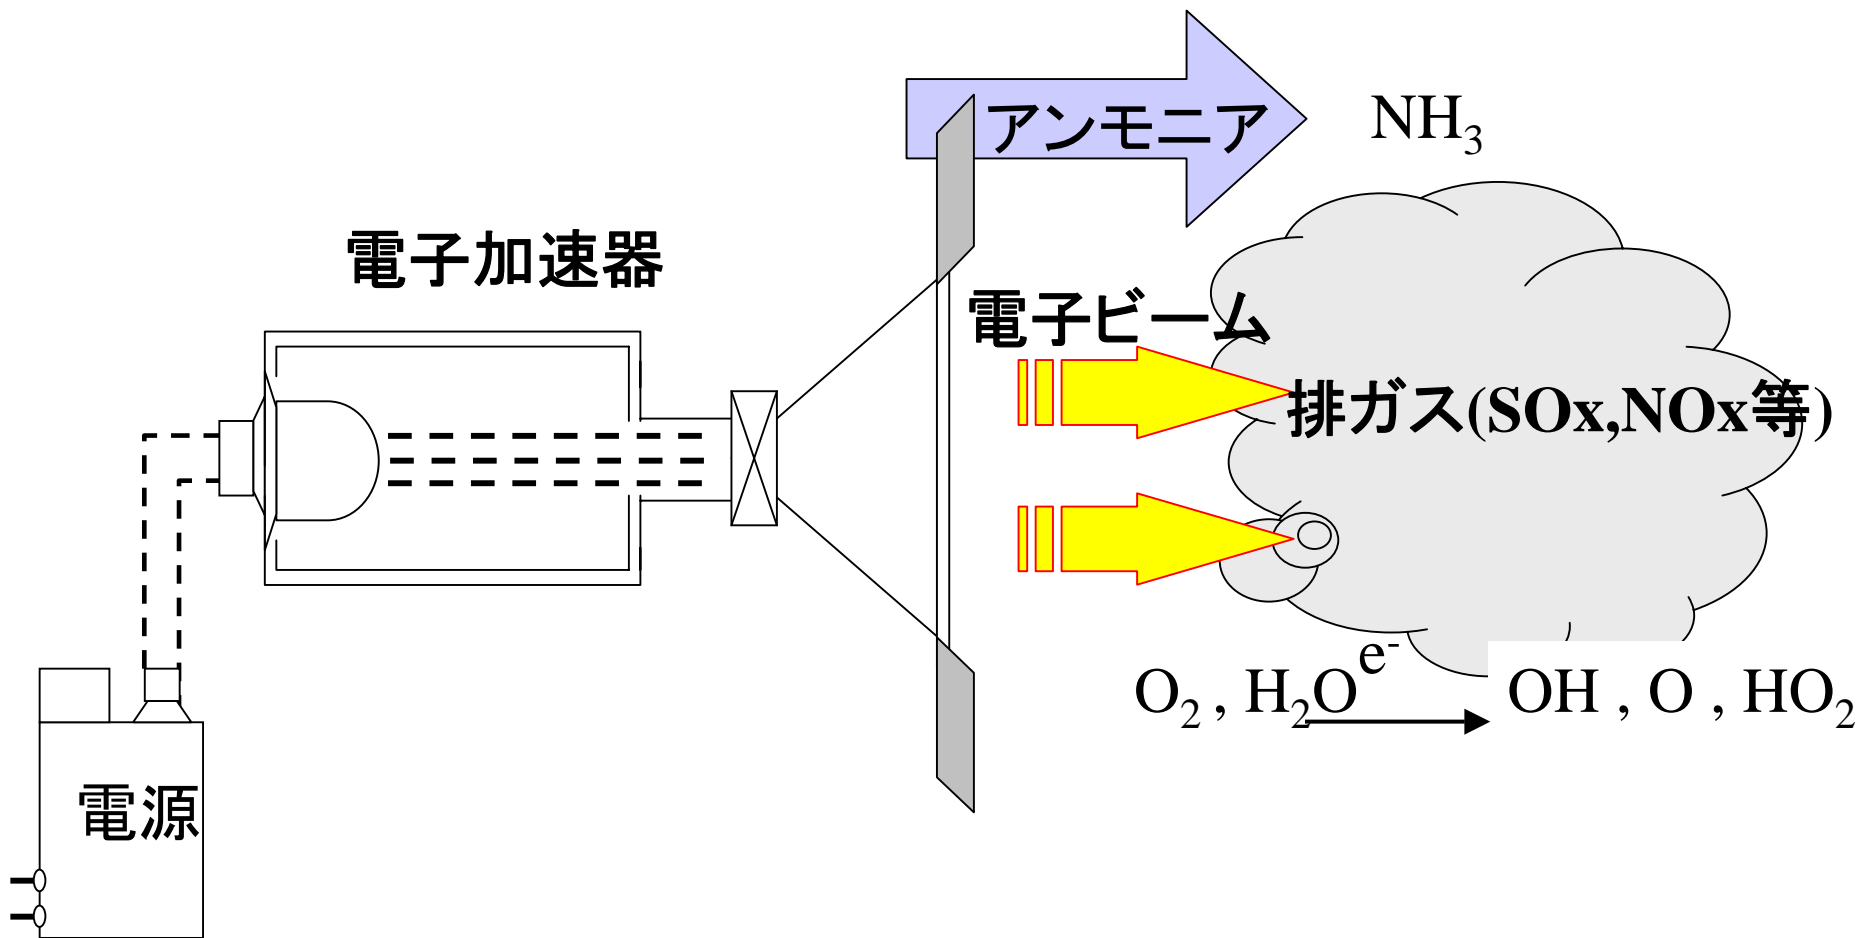 アンモニア
NH₃
電子加速器
電子ビーム
排ガス(SOx,NOx等)
e⁻
O₂ , H₂O
OH , O , HO₂
電源